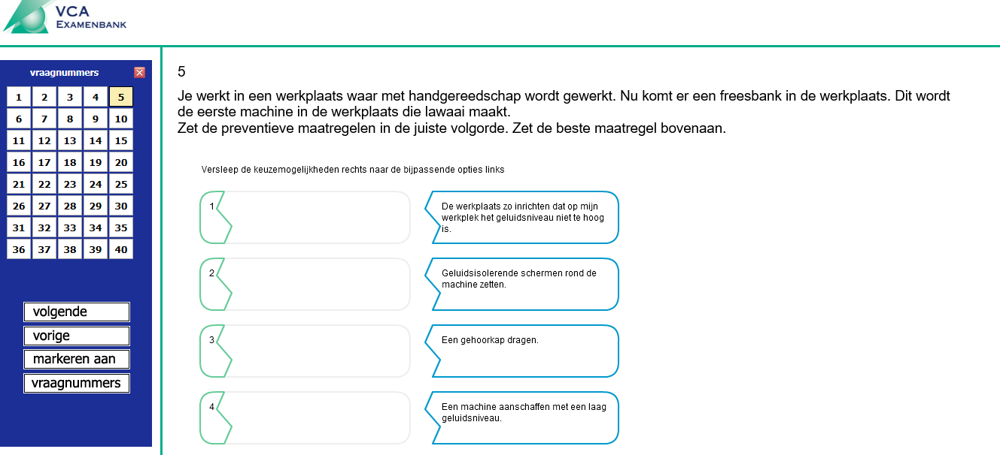 VCA
EXAMENBANK
vraagnummers
1 2 3 4 5
6 7 8 9 10
11 12 13 14 15
16 17 18 19 20
21 22 23 24 25
26 27 28 29 30
31 32 33 34 35
36 37 38 39 40
volgende
vorige
markeren aan
vraagnummers
5
Je werkt in een werkplaats waar met handgereedschap wordt gewerkt. Nu komt er een freesbank in de werkplaats. Dit wordt
de eerste machine in de werkplaats die lawaai maakt.
Zet de preventieve maatregelen in de juiste volgorde. Zet de beste maatregel bovenaan.
Versleep de keuzemogelijkheden rechts naar de bijpassende opties links
1
De werkplaats zo inrichten dat op mijn
werkplek het geluidsniveau niet te hoog
is.
2
Geluidsisolerende schermen rond de
machine zetten.
3
Een gehoorkap dragen.
4
Een machine aanschaffen met een laag
geluidsniveau.